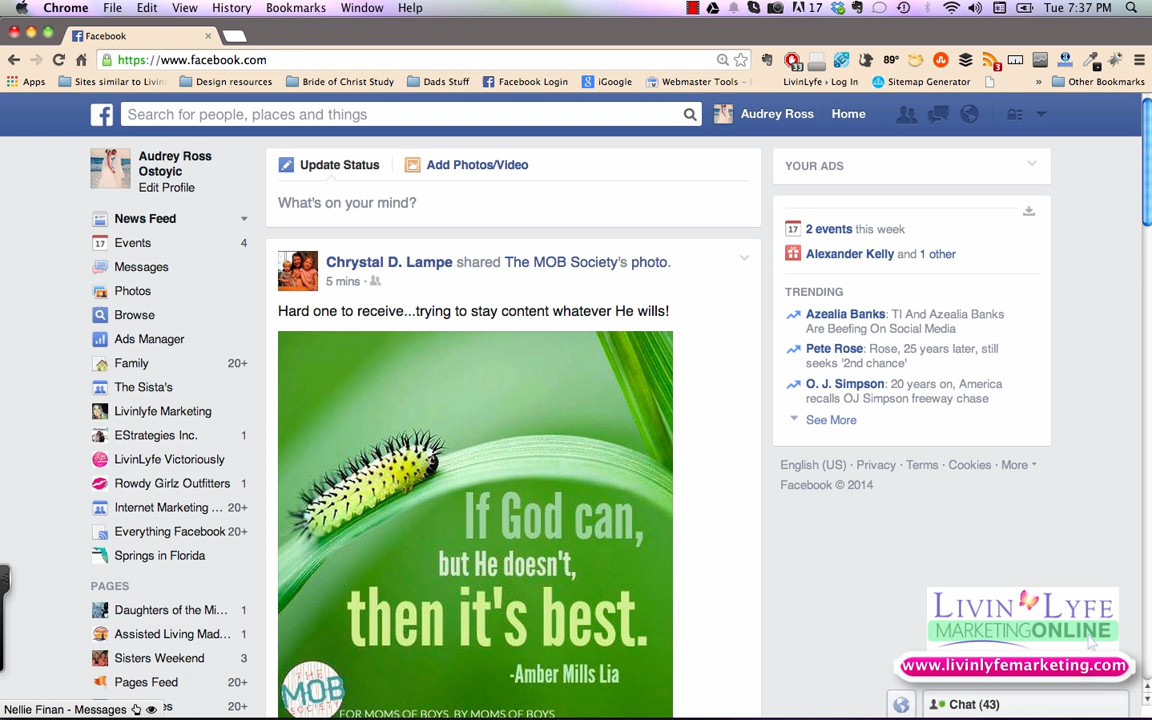 Chrome File Edit View History Bookmarks Window Help
17 Tue 7:37 PM
Facebook
https://www.facebook.com
33 89° 3
Apps Sites similar to Livin Design resources Bride of Christ Study Dads Stuff Facebook Login iGoogle Webmaster Tools - LivinLyfe › Log In Sitemap Generator » Other Bookmarks
Search for people, places and things
Audrey Ross Home
Audrey Ross
Ostoyic
Edit Profile
News Feed
17 Events 4
Messages
Photos
Browse
Ads Manager
Family 20+
The Sista's
Livinlyfe Marketing
EStrategies Inc. 1
LivinLyfe Victoriously
Rowdy Girlz Outfitters 1
Internet Marketing ... 20+
Everything Facebook 20+
Springs in Florida
PAGES
Daughters of the Mi... 1
Assisted Living Mad... 1
Sisters Weekend 3
Pages Feed 20+
es 20+
Nellie Finan - Messages
Update Status Add Photos/Video
What's on your mind?
Chrystal D. Lampe shared The MOB Society's photo.
5 mins ·
Hard one to receive...trying to stay content whatever He wills!
If God can,
but He doesn't,
then it's best.
-Amber Mills Lia
THE
MOB
SOCIETY
FOR MOMS OF BOYS, BY MOMS OF BOYS
YOUR ADS
17 2 events this week
Alexander Kelly and 1 other
TRENDING
Azealia Banks: TI And Azealia Banks
Are Beefing On Social Media
Pete Rose: Rose, 25 years later, still
seeks '2nd chance'
O. J. Simpson: 20 years on, America
recalls OJ Simpson freeway chase
See More
English (US) · Privacy · Terms · Cookies · More
Facebook © 2014
LIVIN LYFE
MARKETINGONLINE
www.livinlyfemarketing.com
Chat (43)